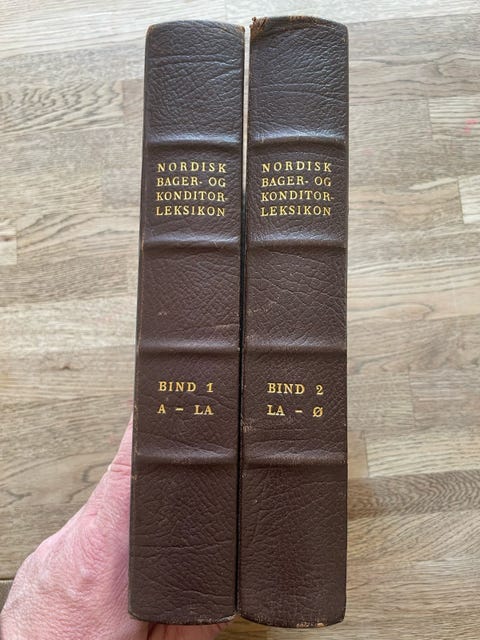 NORDISK
BAGER- OG
KONDITOR-
LEKSIKON
BIND 1
A - LA
NORDISK
BAGER- OG
KONDITOR-
LEKSIKON
BIND 2
LA - Ø